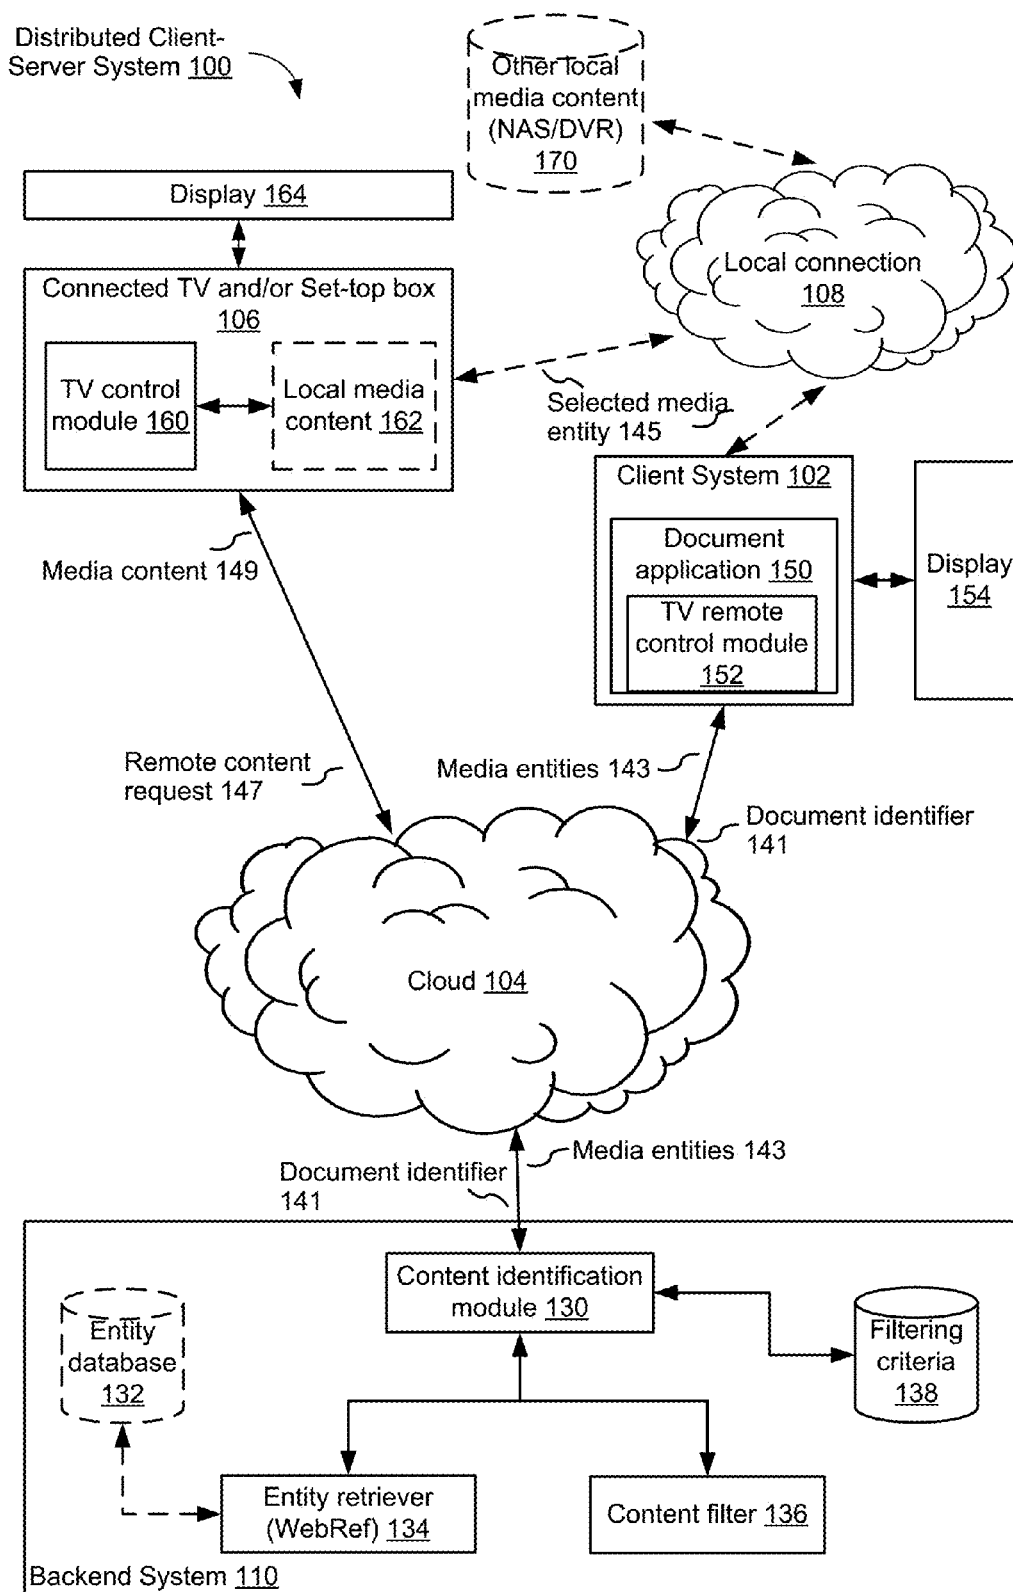 Distributed Client-
Server System 100
Other local
media content
(NAS/DVR)
170
Display 164
Local connection
108
Connected TV and/or Set-top box
106
TV control
module 160
Local media
content 162
Selected media
entity 145
Client System 102
Document
application 150
TV remote
control module
152
Display
154
Media content 149
Remote content
request 147
Media entities 143
Document identifier
141
Cloud 104
Media entities 143
Document identifier
141
Content identification
module 130
Entity
database
132
Filtering
criteria
138
Entity retriever
(WebRef) 134
Content filter 136
Backend System 110